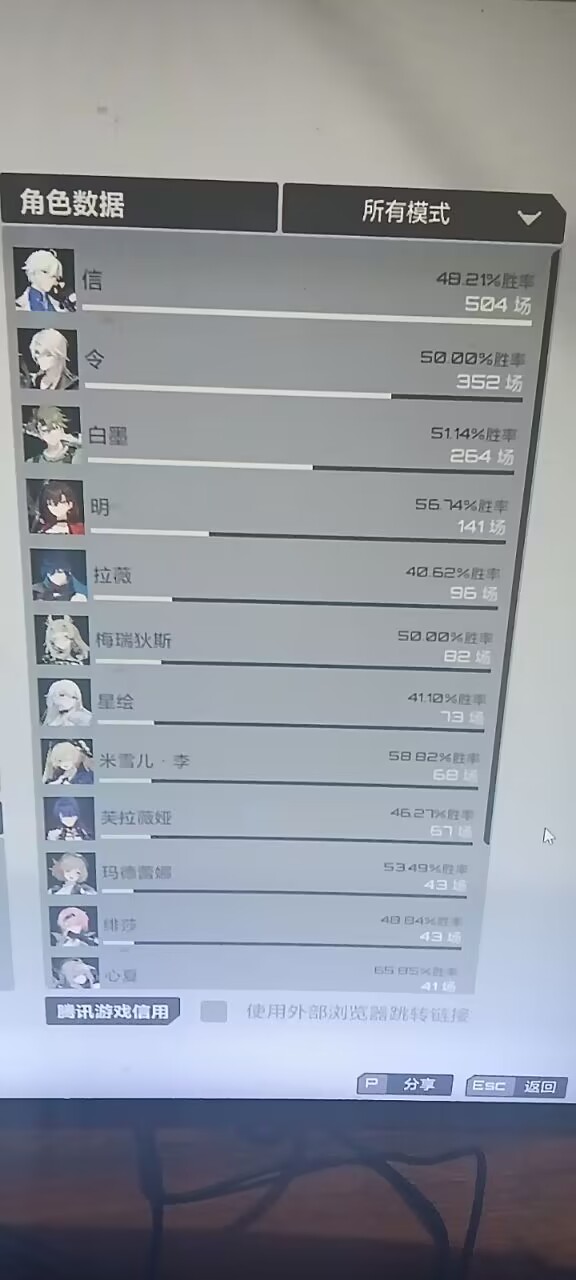 角色数据
所有模式
信
48.21%胜率
504 场
令
50.00%胜率
352 场
白墨
51.14%胜率
264 场
明
56.74%胜率
141 场
拉薇
40.62%胜率
96 场
梅瑞狄斯
50.00%胜率
82 场
星绘
41.10%胜率
73 场
米雪儿·李
58.82%胜率
68 场
芙拉薇娅
46.27%胜率
67 场
玛德蕾娜
53.49%胜率
43 场
绯莎
48.84%胜率
43 场
心夏
65.85%胜率
41 场
腾讯游戏信用
使用外部浏览器跳转链接
P 分享
Esc 返回